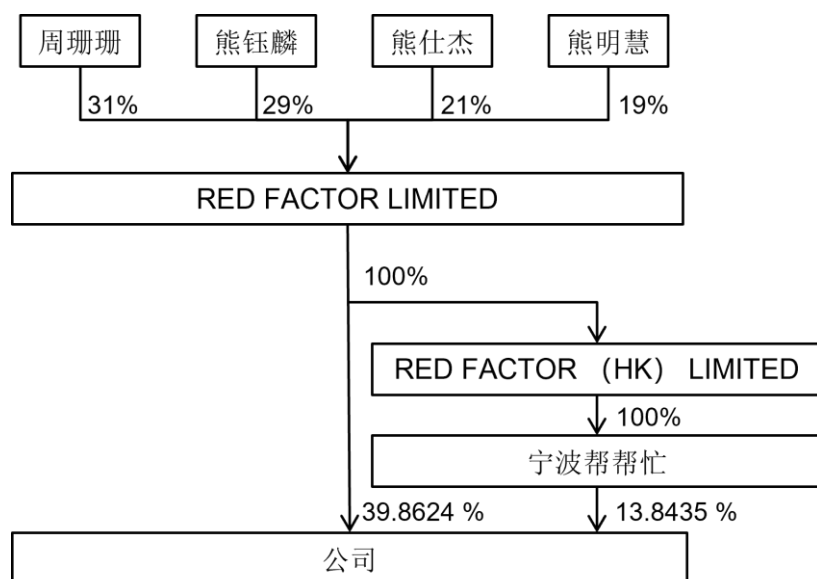 周珊珊
熊钰麟
熊仕杰
熊明慧
31%
29%
21%
19%
RED FACTOR LIMITED
100%
RED FACTOR （HK） LIMITED
100%
宁波帮帮忙
39.8624 %
13.8435 %
公司